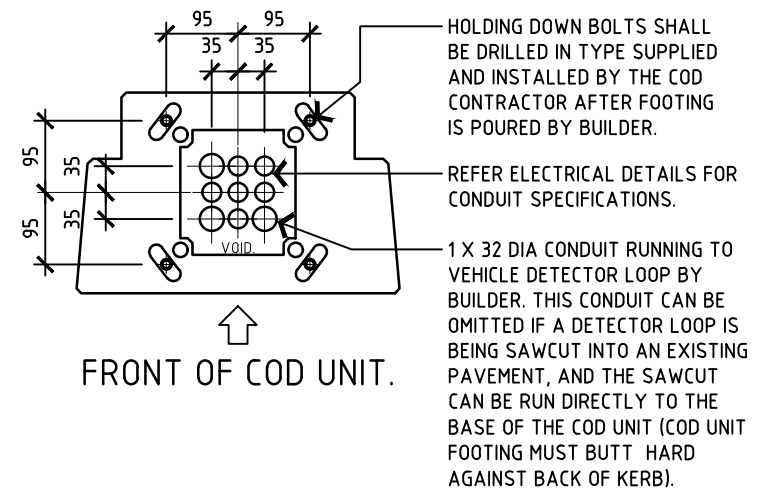 95
95
35
35
HOLDING DOWN BOLTS SHALL
BE DRILLED IN TYPE SUPPLIED
AND INSTALLED BY THE COD
CONTRACTOR AFTER FOOTING
IS POURED BY BUILDER.
95
35
35
95
REFER ELECTRICAL DETAILS FOR
CONDUIT SPECIFICATIONS.
VOID.
1 X 32 DIA CONDUIT RUNNING TO
VEHICLE DETECTOR LOOP BY
BUILDER. THIS CONDUIT CAN BE
OMITTED IF A DETECTOR LOOP IS
BEING SAWCUT INTO AN EXISTING
PAVEMENT, AND THE SAWCUT
CAN BE RUN DIRECTLY TO THE
BASE OF THE COD UNIT (COD UNIT
FOOTING MUST BUTT HARD
AGAINST BACK OF KERB).
FRONT OF COD UNIT.